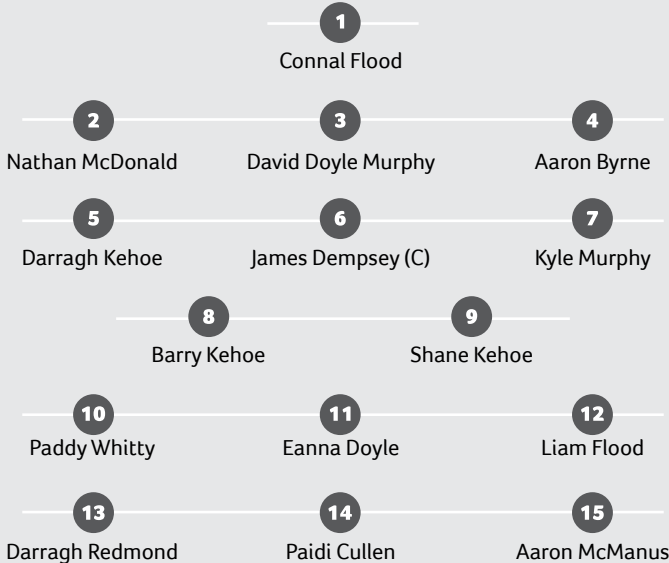 1
Connal Flood
2 3 4
Nathan McDonald David Doyle Murphy Aaron Byrne
5 6 7
Darragh Kehoe James Dempsey (C) Kyle Murphy
8 9
Barry Kehoe Shane Kehoe
10 11 12
Paddy Whitty Eanna Doyle Liam Flood
13 14 15
Darragh Redmond Paidi Cullen Aaron McManus